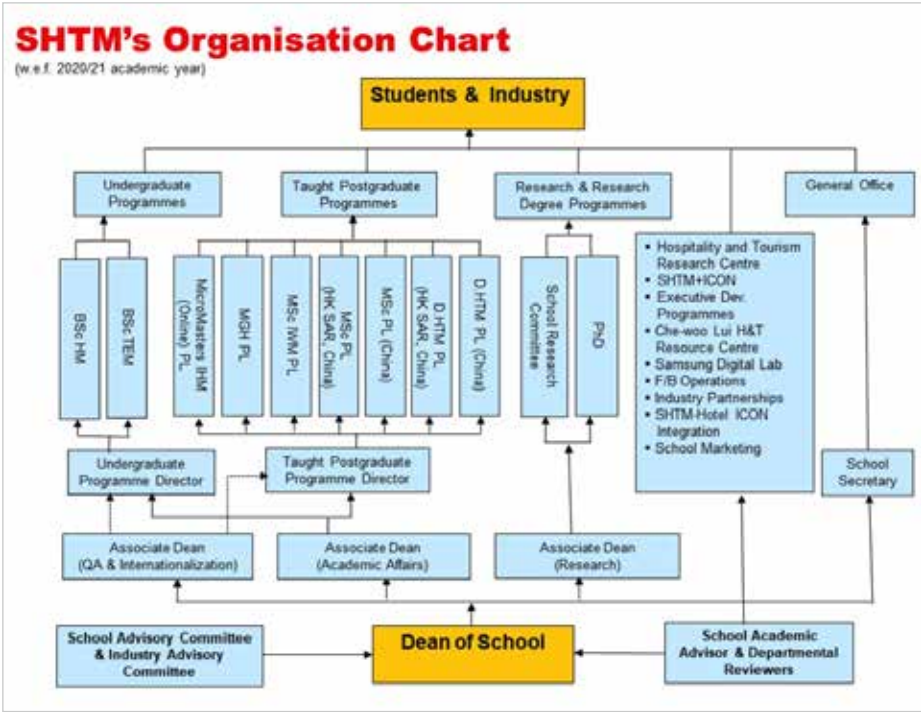 SHTM's Organisation Chart
(w.e.f. 2020/21 academic year)
Students & Industry
Undergraduate
Programmes
Taught Postgraduate
Programmes
Research & Research
Degree Programmes
General Office
BSc HM
BSc TEM
MicroMasters IHM
(Online) PL
MGH PL
MSc IWM PL
MSc PL
(HK SAR, China)
MSc PL (China)
D.HTM PL
(HK SAR, China)
D.HTM PL (China)
School Research
Committee
PhD
▪ Hospitality and Tourism
Research Centre
▪ SHTM+ICON
▪ Executive Dev.
Programmes
▪ Che-woo Lui H&T
Resource Centre
▪ Samsung Digital Lab
▪ F/B Operations
▪ Industry Partnerships
▪ SHTM-Hotel ICON
Integration
▪ School Marketing
Undergraduate
Programme Director
Taught Postgraduate
Programme Director
School
Secretary
Associate Dean
(QA & Internationalization)
Associate Dean
(Academic Affairs)
Associate Dean
(Research)
School Advisory Committee
& Industry Advisory
Committee
Dean of School
School Academic
Advisor & Departmental
Reviewers